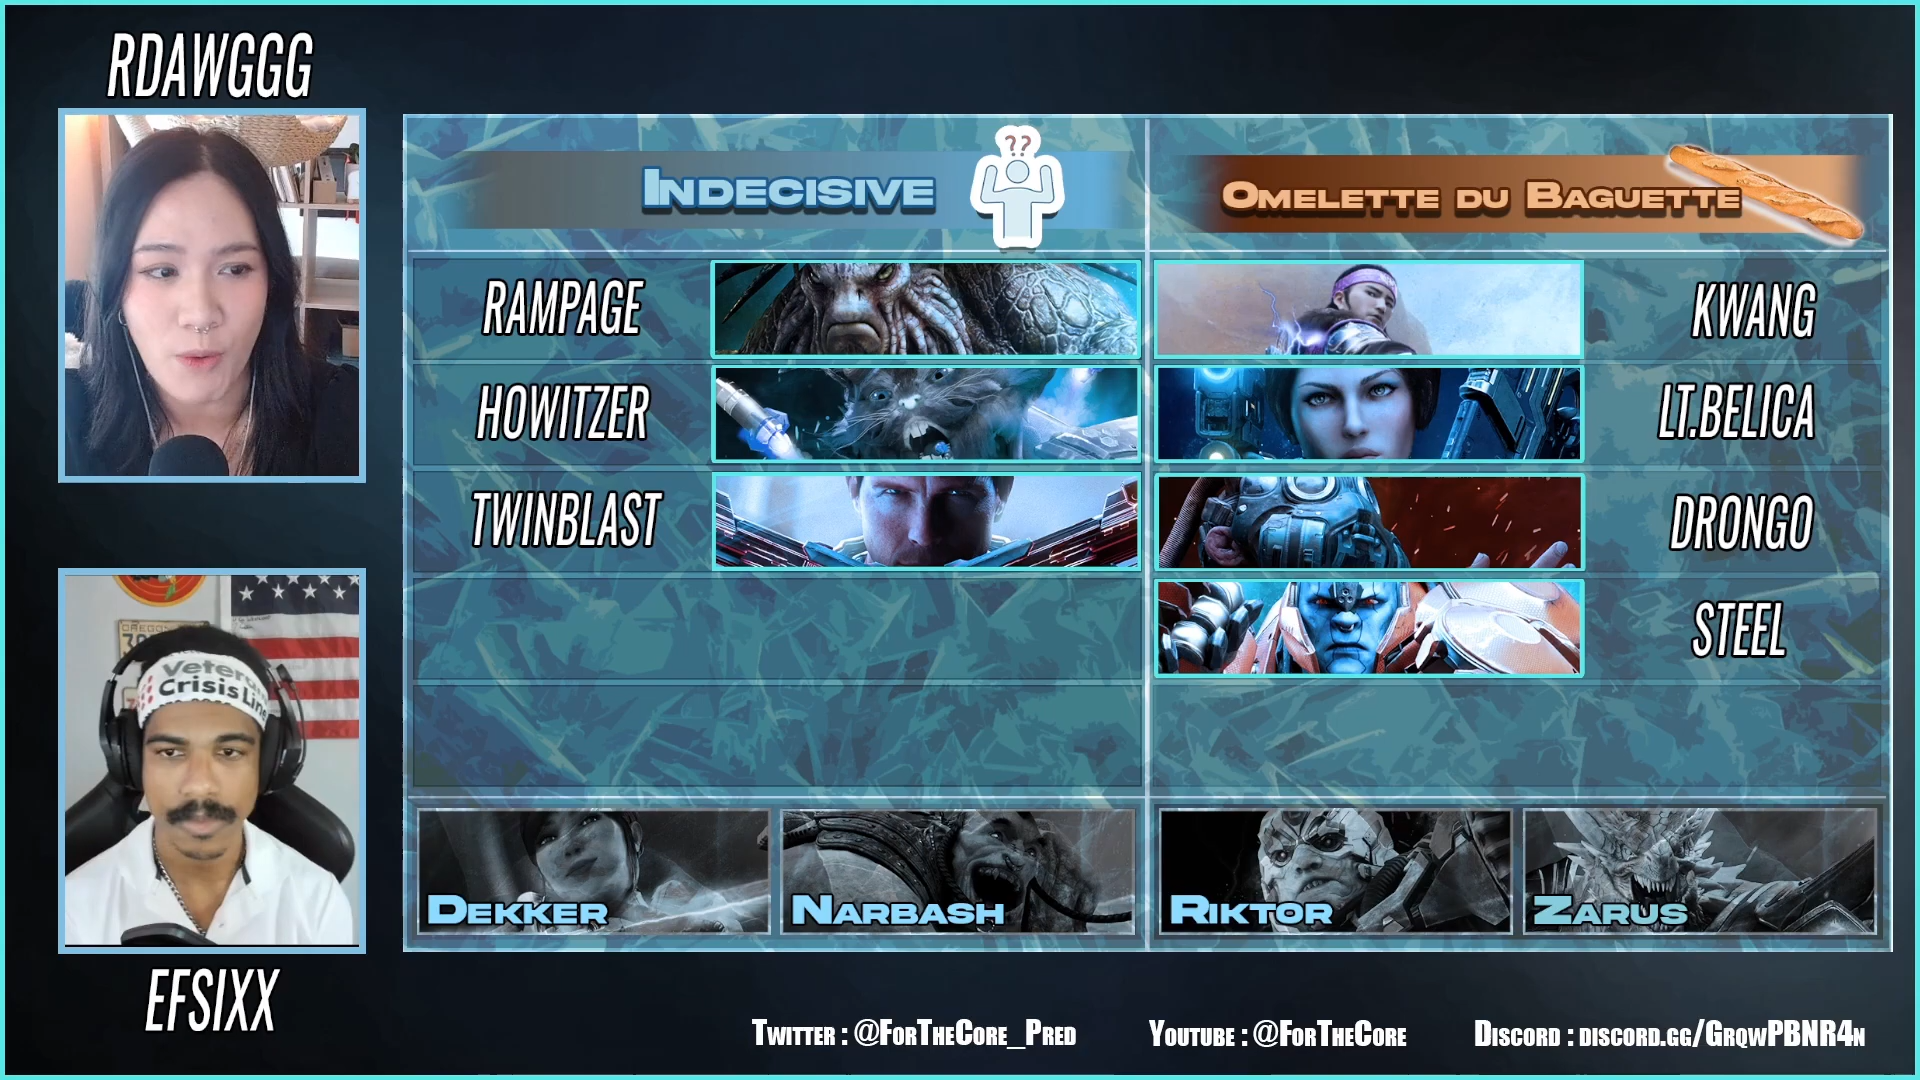 RDAWGGG
INDECISIVE
??
OMELETTE DU BAGUETTE
RAMPAGE
KWANG
HOWITZER
LT.BELICA
TWINBLAST
DRONGO
STEEL
OREGON
Veteran
Crisis Line
DEKKER
NARBASH
RIKTOR
ZARUS
EFSIXX
TWITTER : @FORTHECORE_PRED
YOUTUBE : @FORTHECORE
DISCORD : DISCORD.GG/GRQWPBNR4N